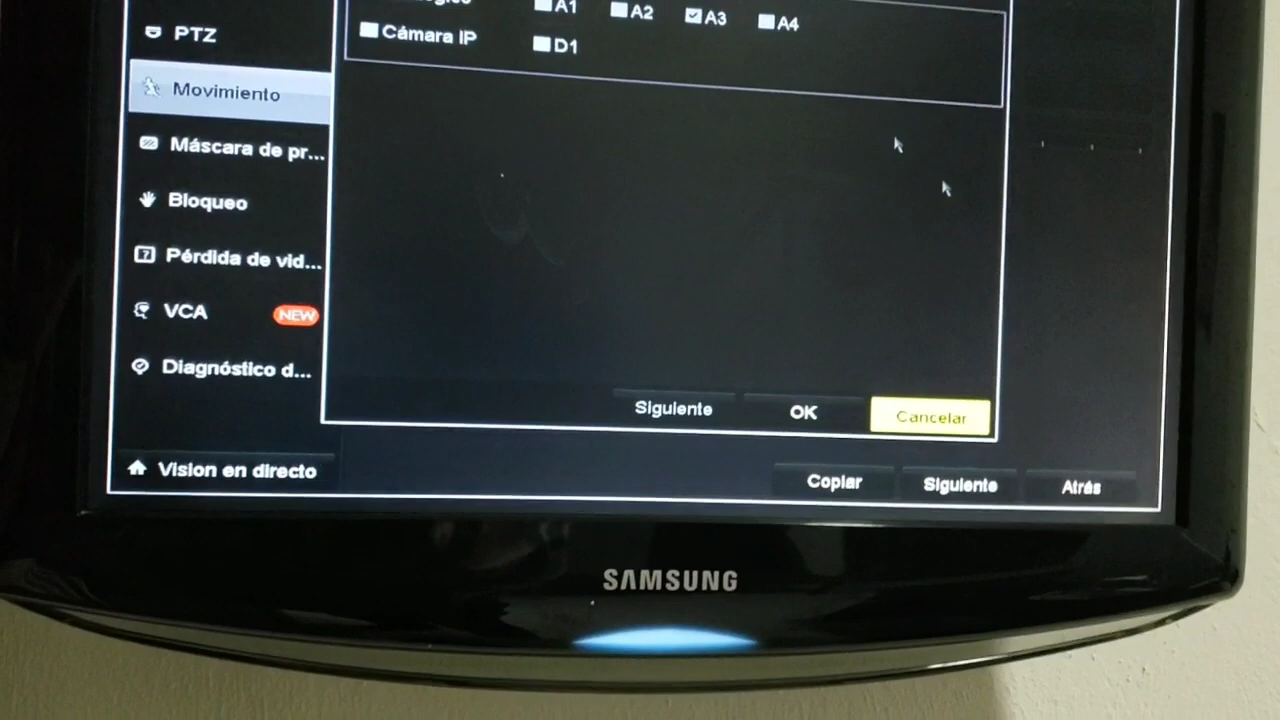 A1 A2 A3 A4
Cámara IP D1
PTZ
Movimiento
Máscara de pr...
Bloqueo
Pérdida de vid...
VCA NEW
Diagnóstico d...
Siguiente OK Cancelar
Vision en directo
Copiar Siguiente Atrás
SAMSUNG